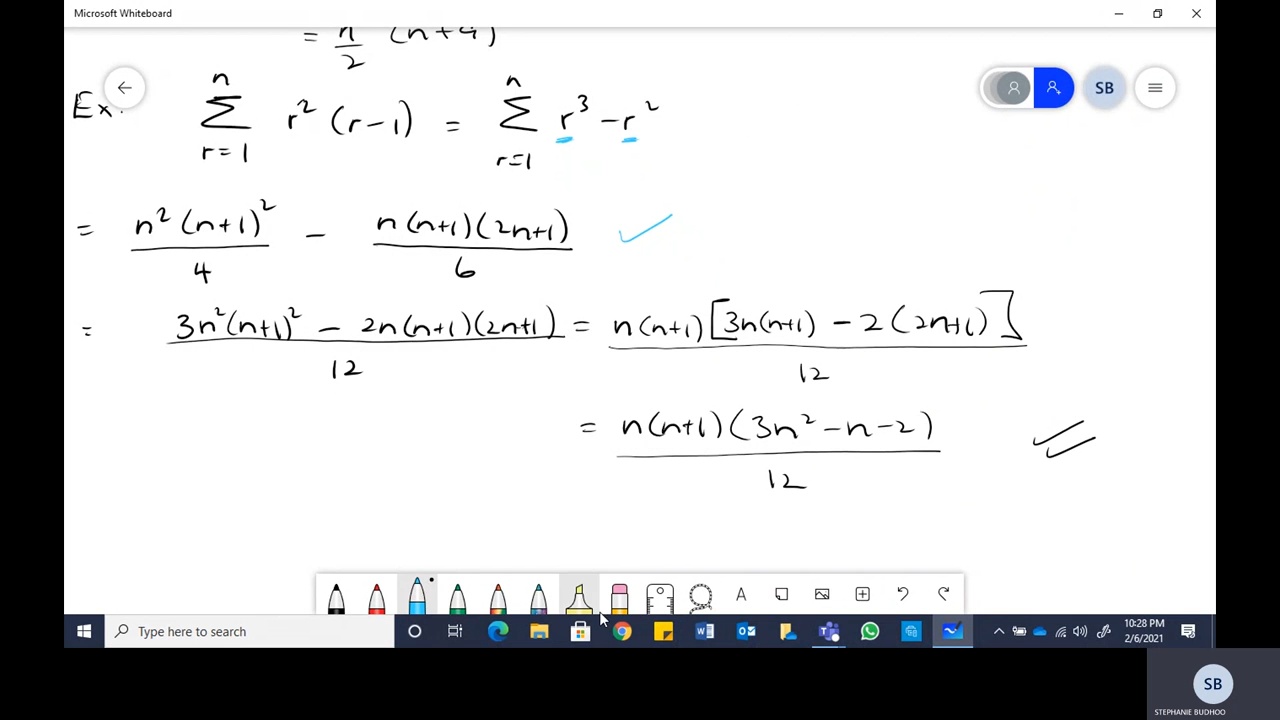 Microsoft Whiteboard
= n/2 (n+4)
Ex. n∑r=1 r² (r-1) = n∑r=1 r³ - r²
SB
= n²(n+1)²/4 - n(n+1)(2n+1)/6
= 3n²(n+1)² - 2n(n+1)(2n+1)/12 = n(n+1)[3n(n+1) - 2(2n+1)]/12
= n(n+1)(3n²-n-2)/12
A
Type here to search
10:28 PM
2/6/2021
SB
STEPHANIE BUDHOO